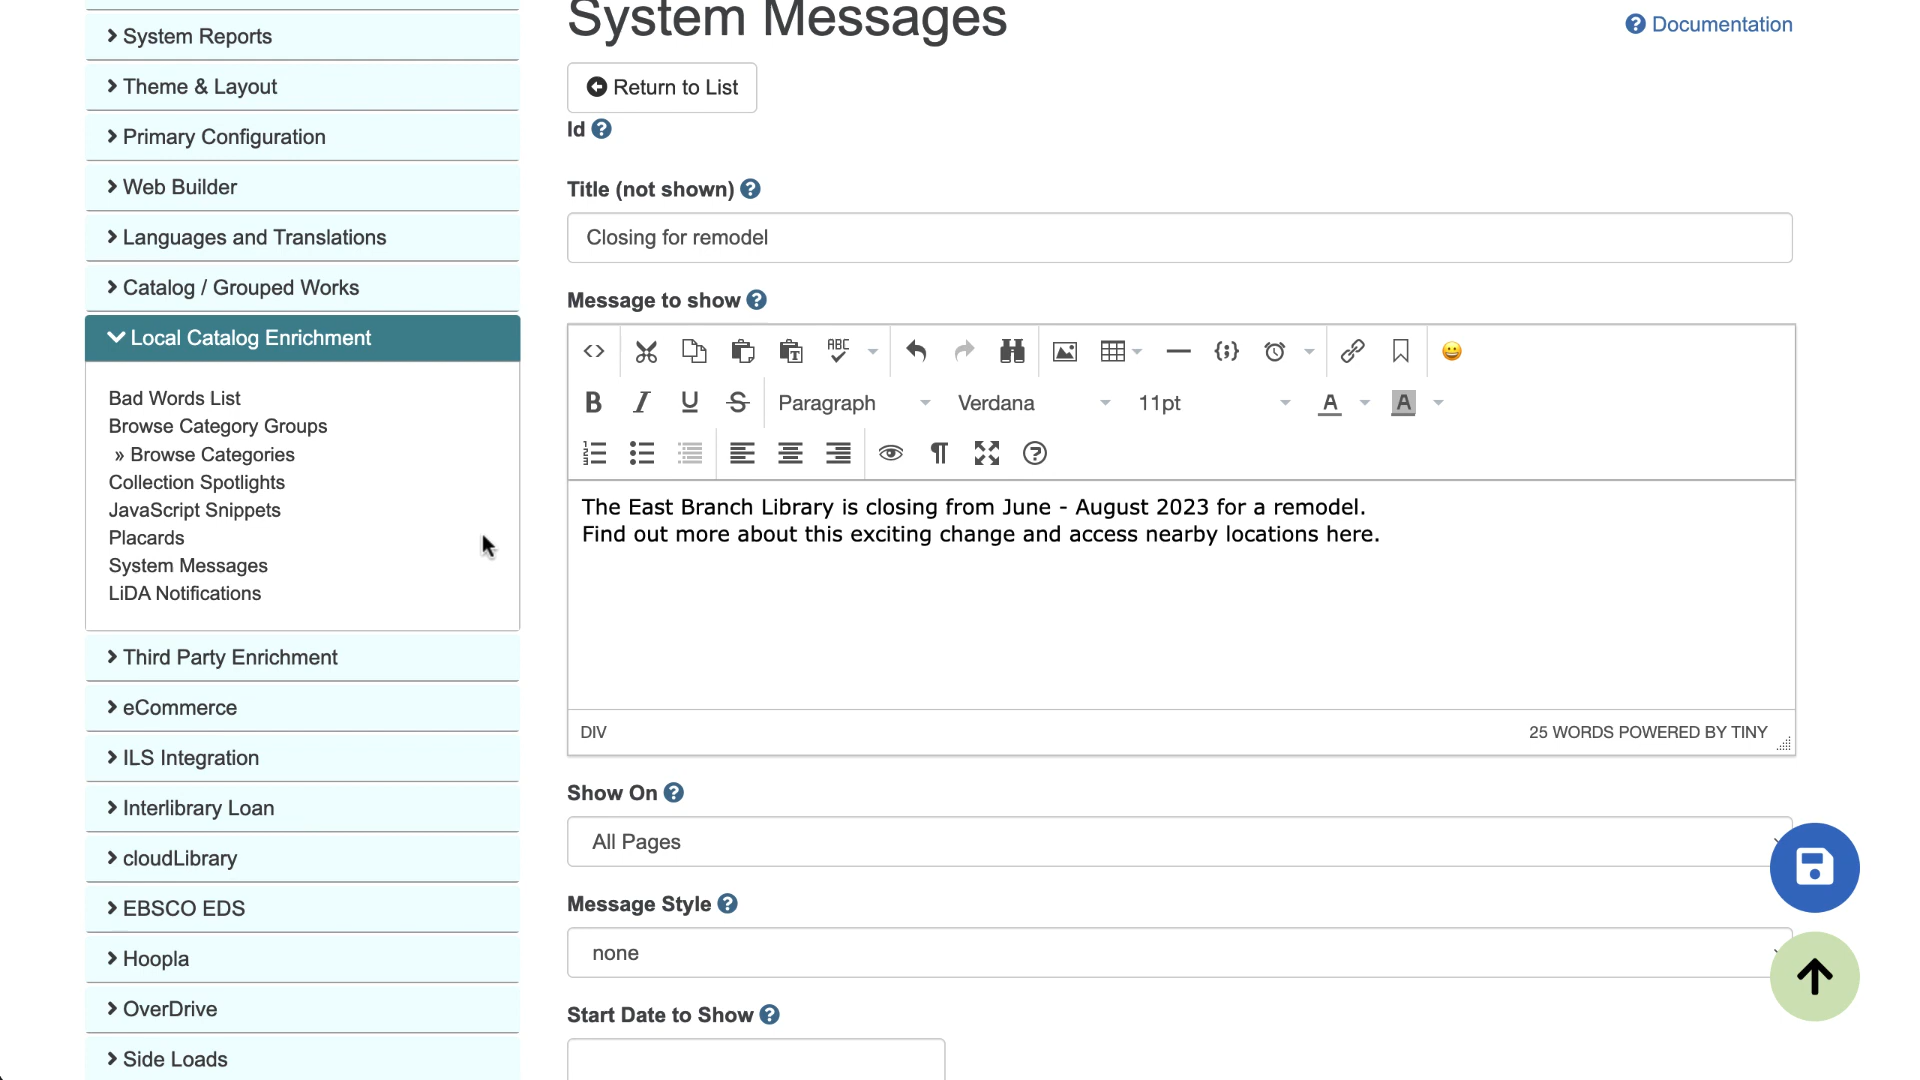 System Reports
Theme & Layout
Primary Configuration
Web Builder
Languages and Translations
Catalog / Grouped Works
Local Catalog Enrichment
Bad Words List
Browse Category Groups
» Browse Categories
Collection Spotlights
JavaScript Snippets
Placards
System Messages
LiDA Notifications
Third Party Enrichment
eCommerce
ILS Integration
Interlibrary Loan
cloudLibrary
EBSCO EDS
Hoopla
OverDrive
Side Loads
System Messages
Documentation
Return to List
Id
Title (not shown)
Closing for remodel
Message to show
ABC
B I U S Paragraph Verdana 11pt A A
The East Branch Library is closing from June - August 2023 for a remodel.
Find out more about this exciting change and access nearby locations here.
DIV 25 WORDS POWERED BY TINY
Show On
All Pages
Message Style
none
Start Date to Show